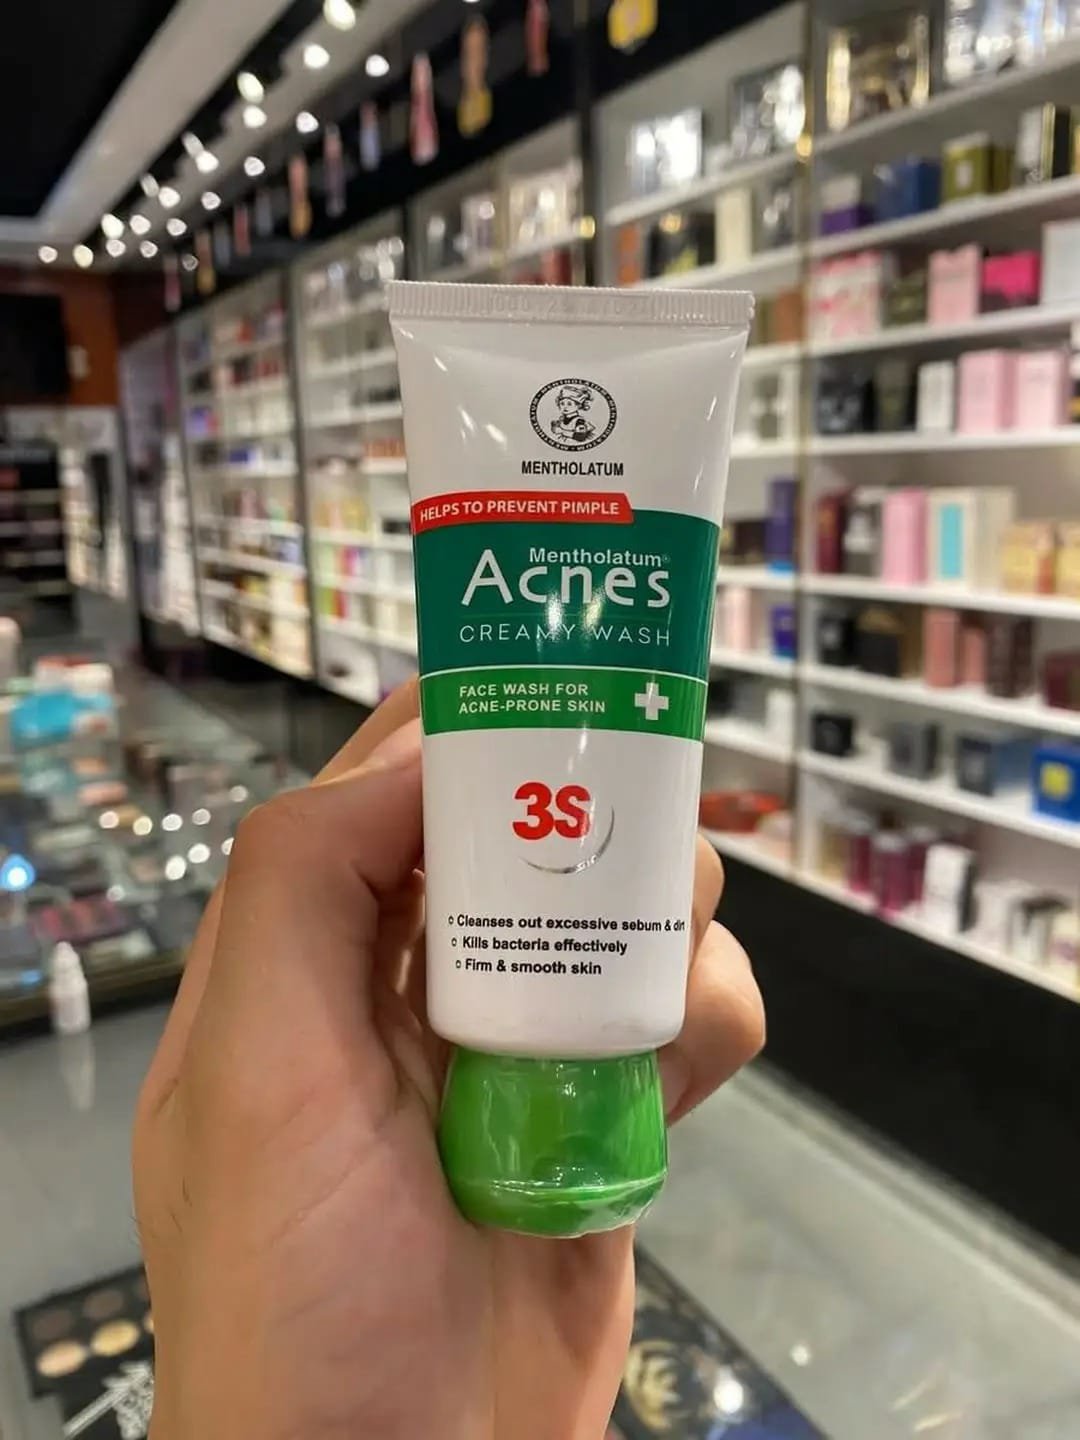 MENTHOLATUM
HELPS TO PREVENT PIMPLE
Mentholatum®
Acnes
CREAMY WASH
FACE WASH FOR
ACNE-PRONE SKIN
3S
Cleanses out excessive sebum & dirt
Kills bacteria effectively
Firm & smooth skin